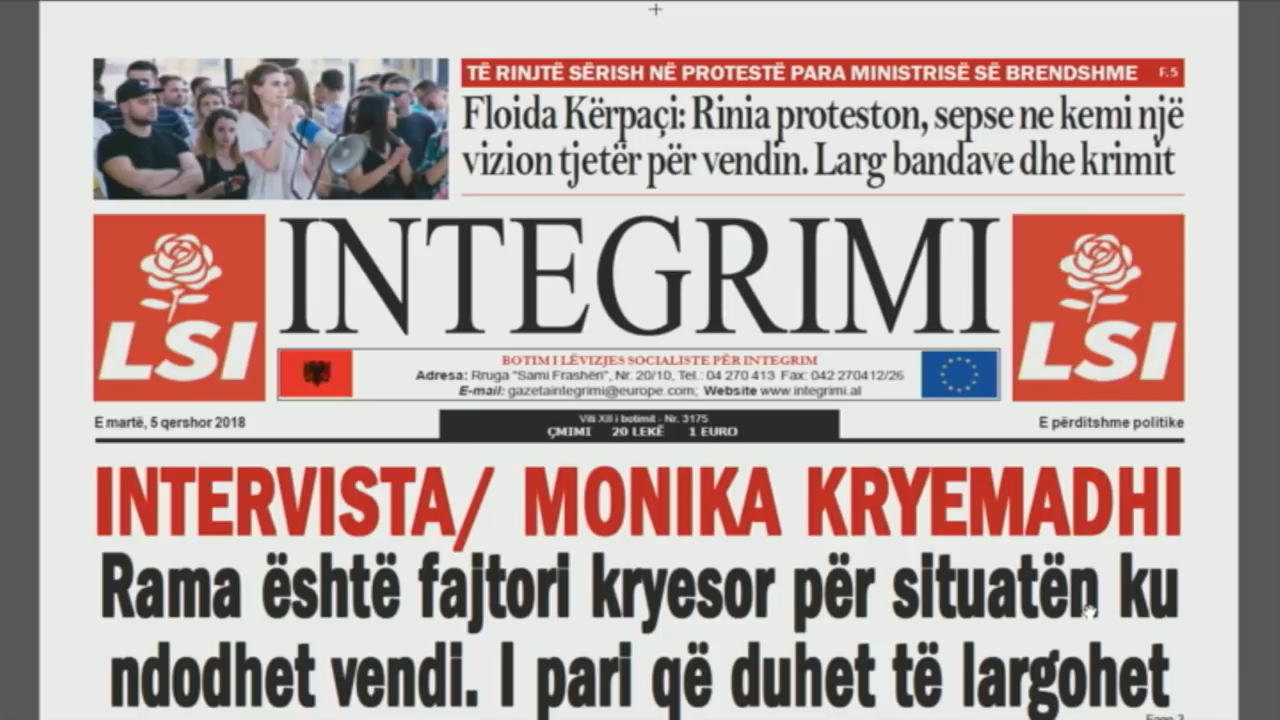 TË RINJTË SËRISH NË PROTESTË PARA MINISTRISË SË BRENDSHME F.5
Floida Kërpaçi: Rinia proteston, sepse ne kemi një
vizion tjetër për vendin. Larg bandave dhe krimit
LSI
INTEGRIMI
LSI
BOTIM I LËVIZJES SOCIALISTE PËR INTEGRIM
Adresa: Rruga "Sami Frashëri", Nr. 20/10, Tel.: 04 270 413 Fax: 042 270412/26
E-mail: gazetaintegrimi@europe.com; Website www.integrimi.al
E martë, 5 qershor 2018
Viti XII i botimit - Nr. 3175
ÇMIMI 20 LEKË 1 EURO
E përditshme politike
INTERVISTA/ MONIKA KRYEMADHI
Rama është fajtori kryesor për situatën ku
ndodhet vendi. I pari që duhet të largohet